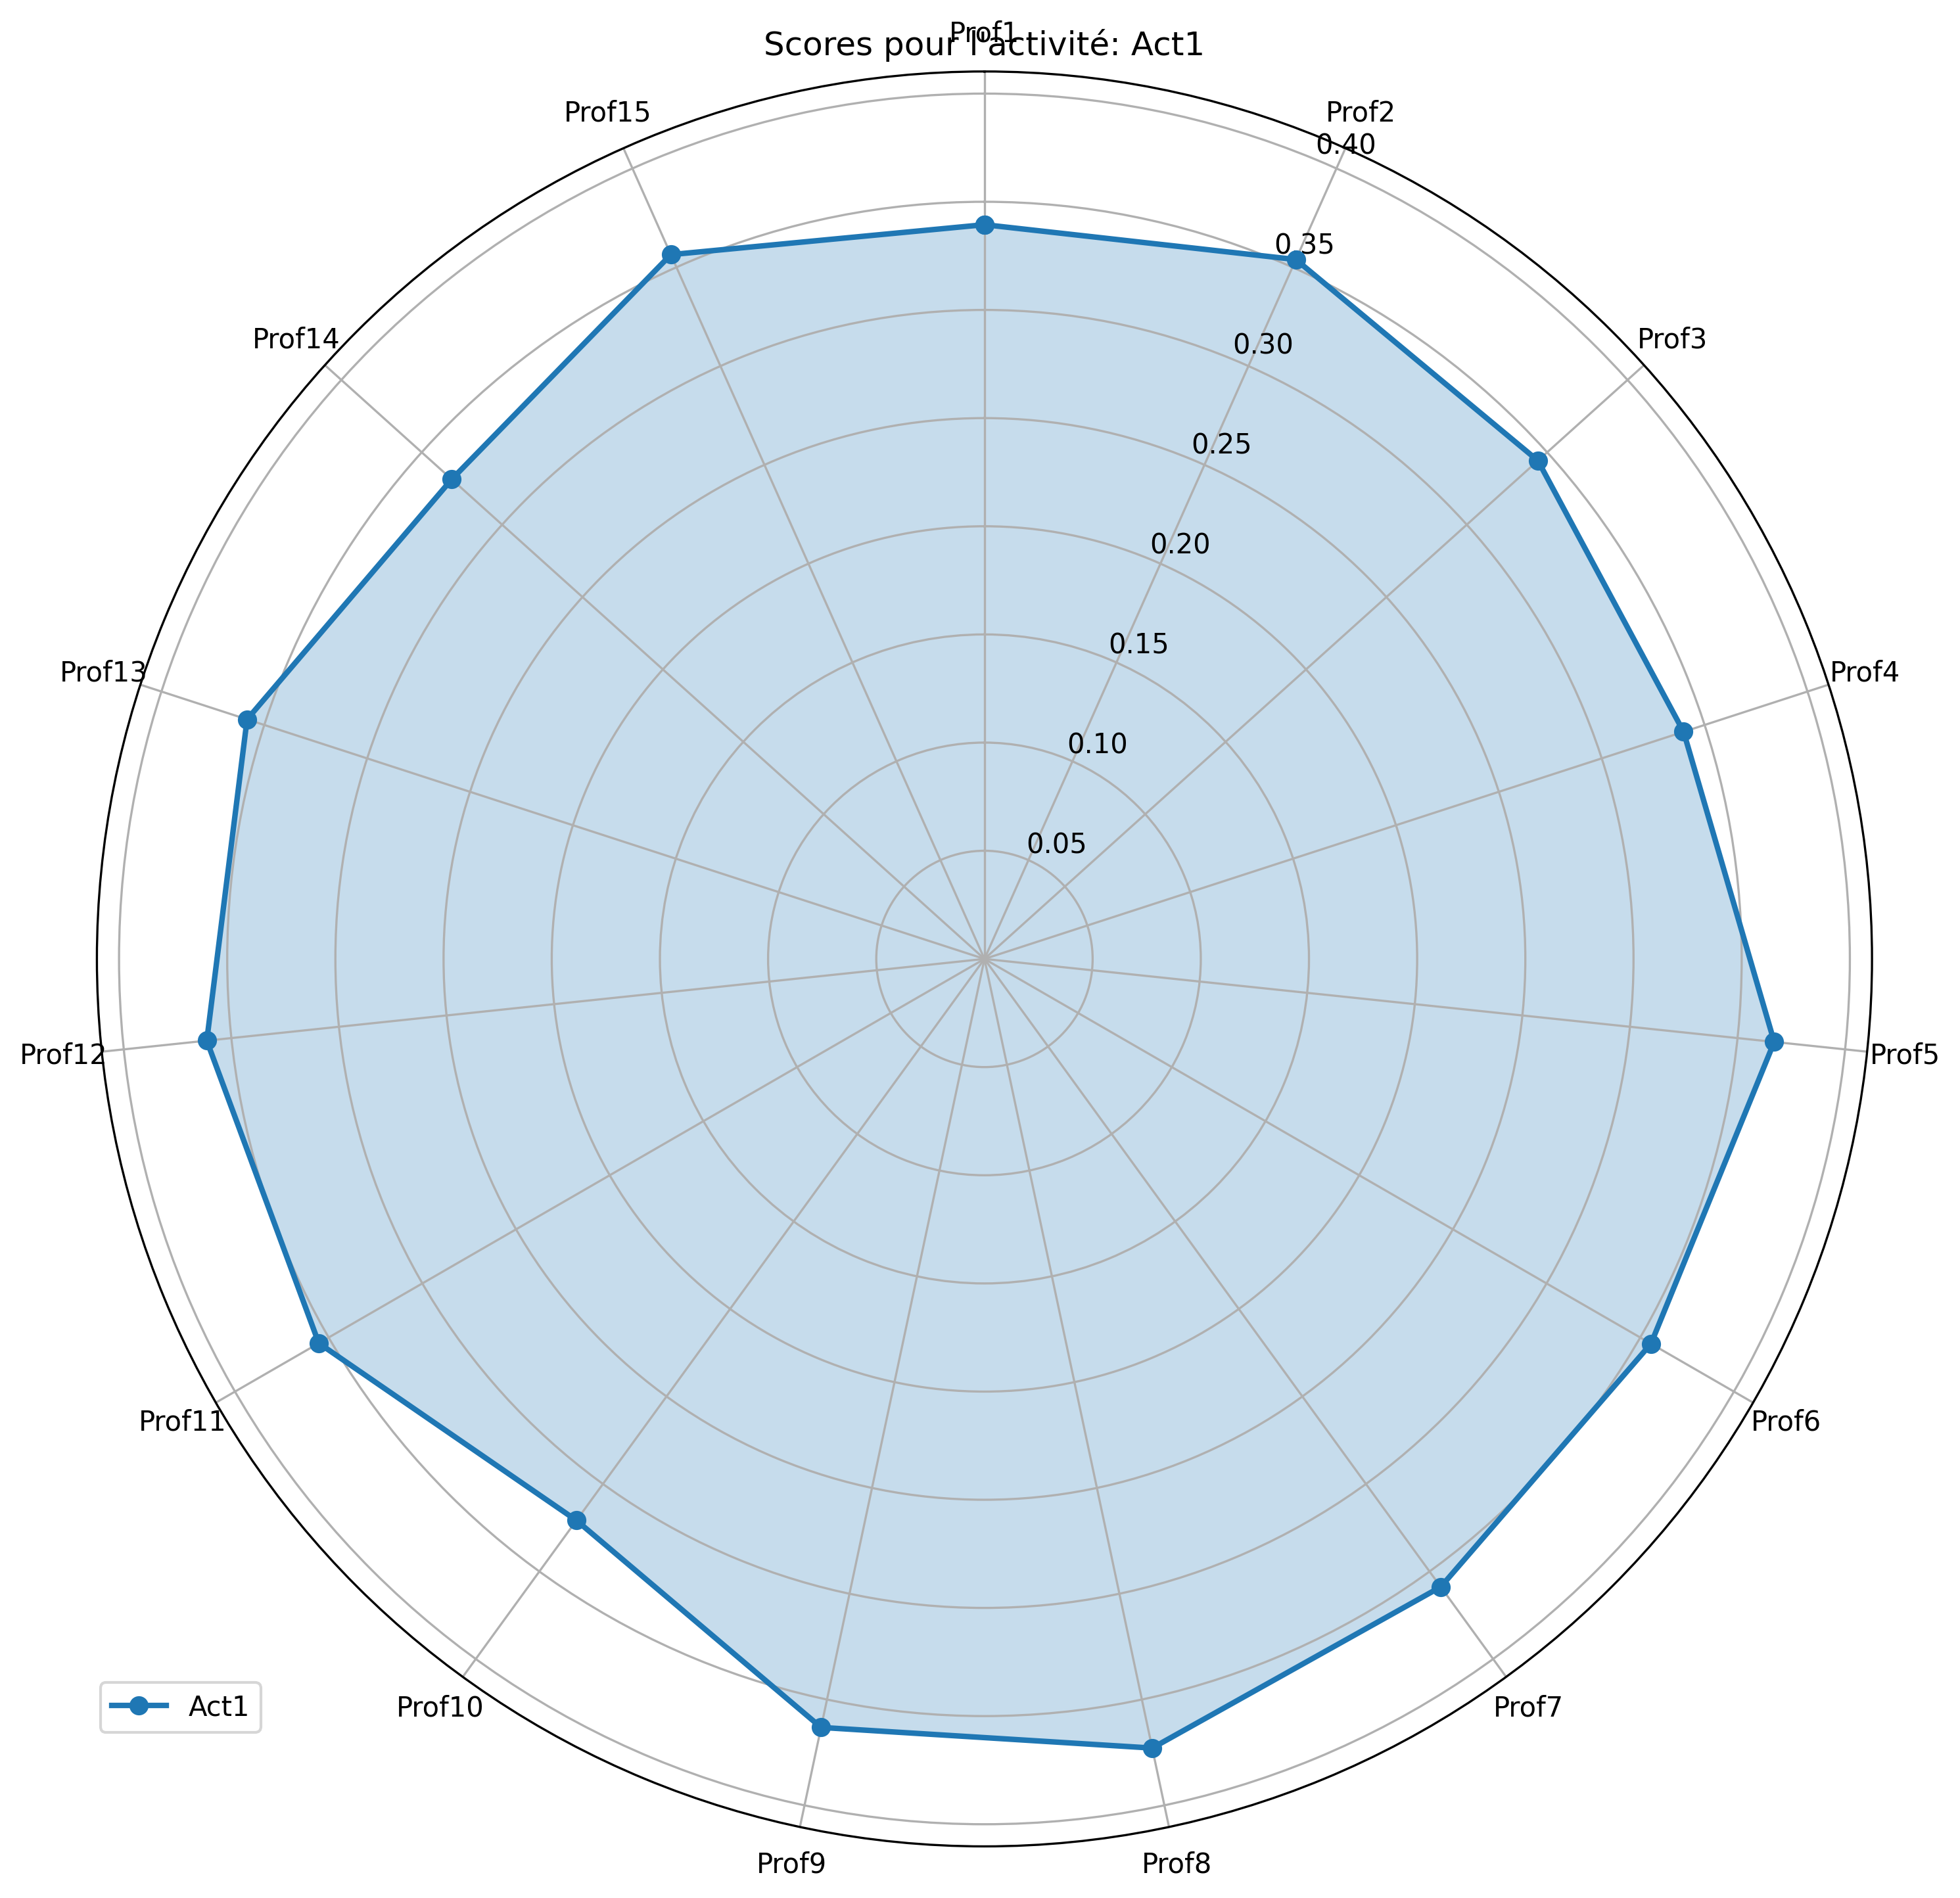 Prof1
Scores pour l'activité: Act1
Prof15
Prof2
0.40
0.35
Prof14
Prof3
0.30
0.25
0.20
0.15
Prof13
Prof4
0.10
0.05
Prof12
Prof5
Prof11
Prof6
Act1
Prof10
Prof7
Prof9
Prof8